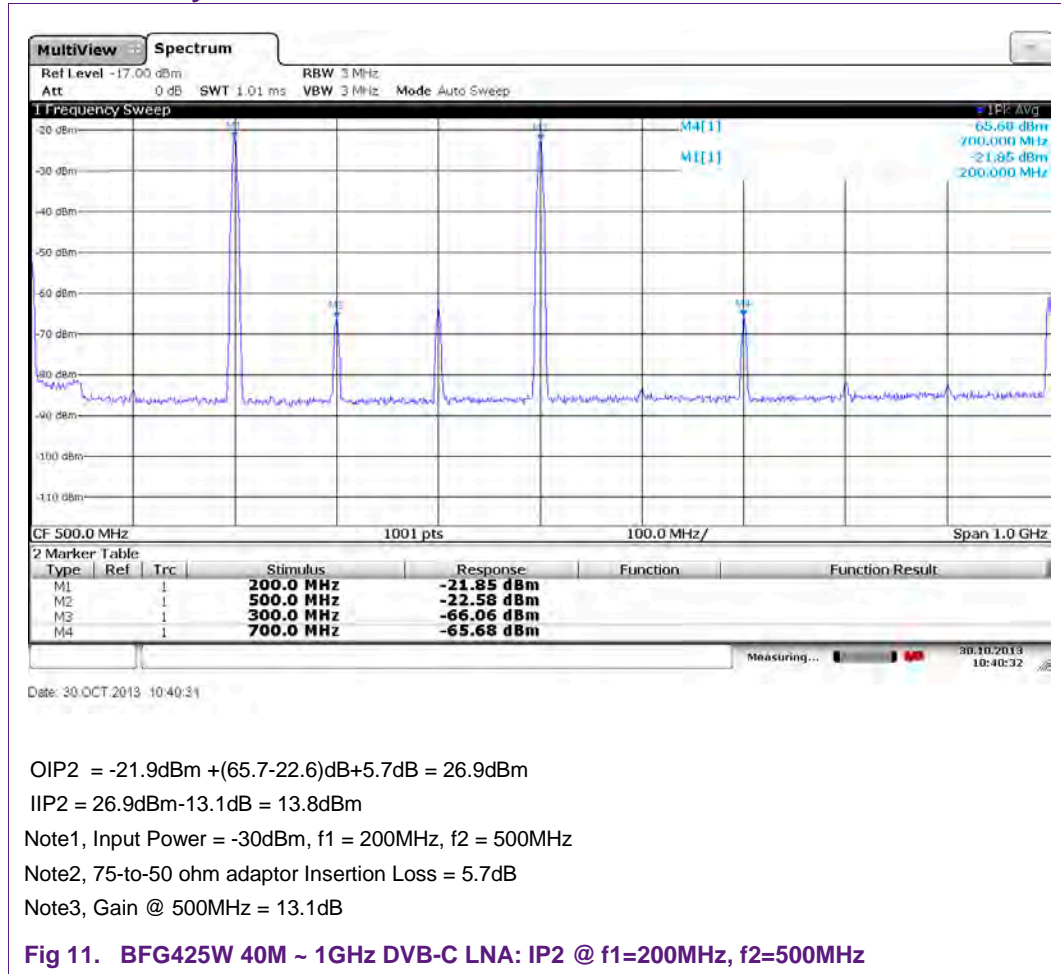 MultiView Spectrum
Ref Level -17.00 dBm RBW 3 MHz
Att 0 dB SWT 1.01 ms VBW 3 MHz Mode Auto Sweep
1 Frequency Sweep 1Pk Avg
M4[1] 65.68 dBm
700.000 MHz
M1[1] -21.85 dBm
200.000 MHz
-20 dBm
-30 dBm
-40 dBm
-50 dBm
-60 dBm
-70 dBm
-80 dBm
-90 dBm
-100 dBm
-110 dBm
M1
M2
M3
M4
CF 500.0 MHz 1001 pts 100.0 MHz/ Span 1.0 GHz
2 Marker Table
Type Ref Trc Stimulus Response Function Function Result
M1 1 200.0 MHz -21.85 dBm
M2 1 500.0 MHz -22.58 dBm
M3 1 300.0 MHz -66.06 dBm
M4 1 700.0 MHz -65.68 dBm
Measuring... 30.10.2013
10:40:32
Date: 30.OCT.2013 10:40:31
OIP2 = -21.9dBm +(65.7-22.6)dB+5.7dB = 26.9dBm
IIP2 = 26.9dBm-13.1dB = 13.8dBm
Note1, Input Power = -30dBm, f1 = 200MHz, f2 = 500MHz
Note2, 75-to-50 ohm adaptor Insertion Loss = 5.7dB
Note3, Gain @ 500MHz = 13.1dB
Fig 11. BFG425W 40M ~ 1GHz DVB-C LNA: IP2 @ f1=200MHz, f2=500MHz